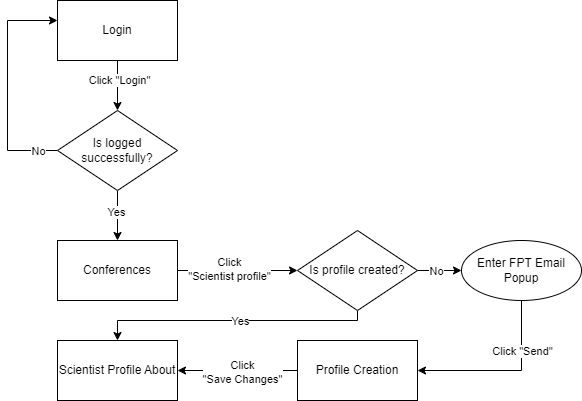 Login
Click "Login"
Is logged
successfully?
No
Yes
Conferences
Click
"Scientist profile"
Is profile created?
No
Enter FPT Email
Popup
Yes
Click "Send"
Scientist Profile About
Click
"Save Changes"
Profile Creation